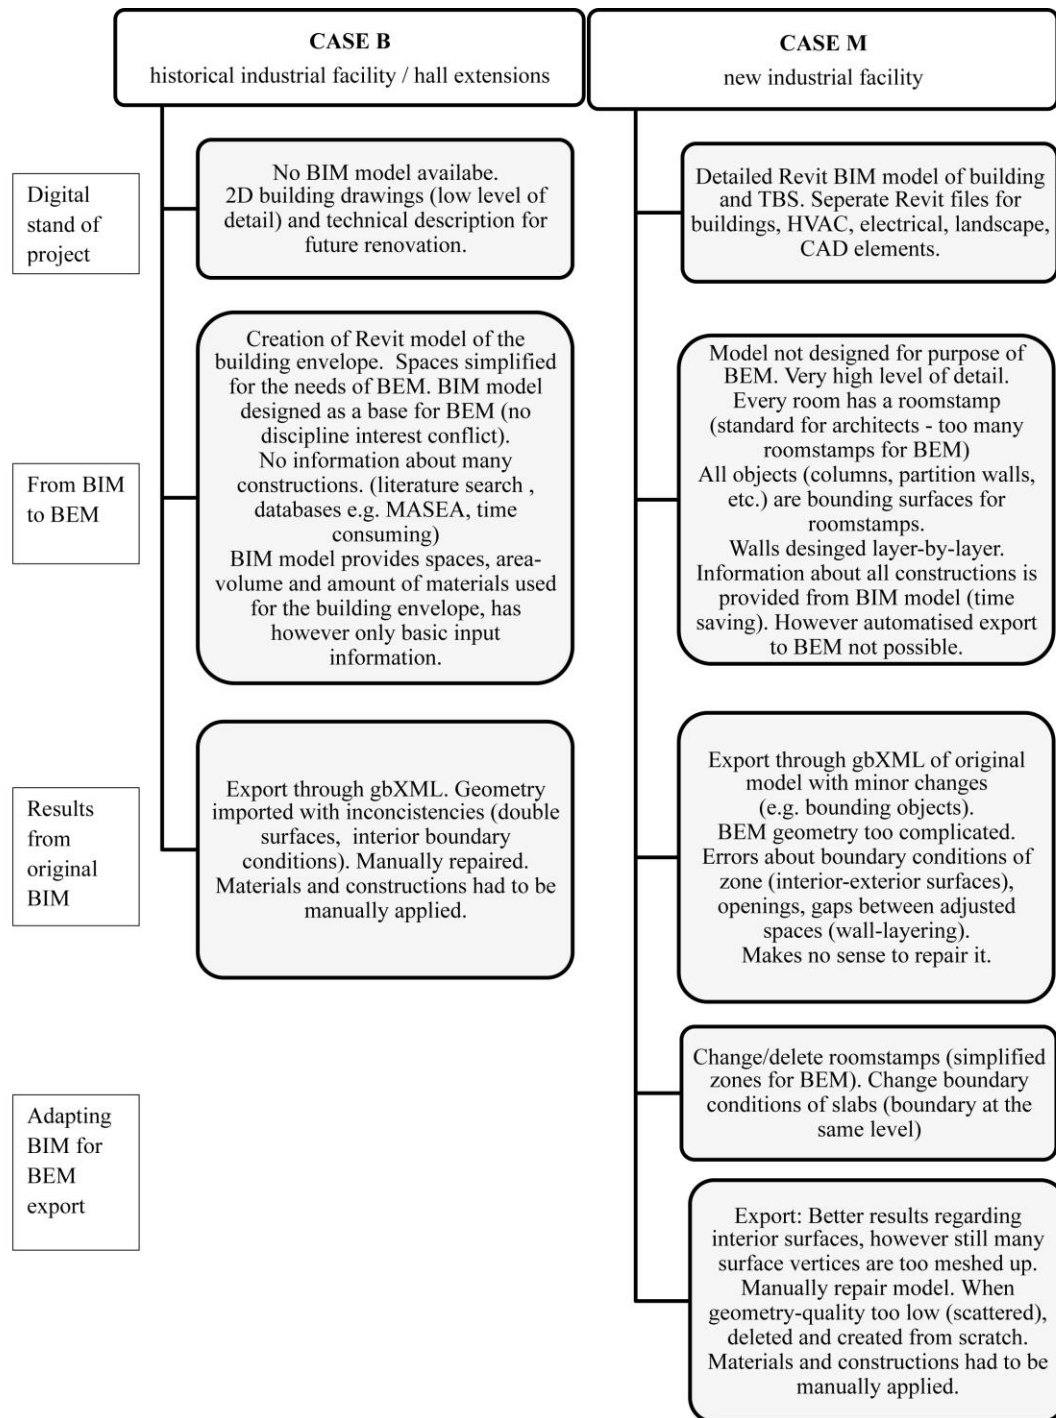 CASE B
historical industrial facility / hall extensions
CASE M
new industrial facility
Digital
stand of
project
No BIM model availabe.
2D building drawings (low level of
detail) and technical description for
future renovation.
Detailed Revit BIM model of building
and TBS. Seperate Revit files for
buildings, HVAC, electrical, landscape,
CAD elements.
From BIM
to BEM
Creation of Revit model of the
building envelope. Spaces simplified
for the needs of BEM. BIM model
designed as a base for BEM (no
discipline interest conflict).
No information about many
constructions. (literature search ,
databases e.g. MASEA, time
consuming)
BIM model provides spaces, area-
volume and amount of materials used
for the building envelope, has
however only basic input
information.
Model not designed for purpose of
BEM. Very high level of detail.
Every room has a roomstamp
(standard for architects - too many
roomstamps for BEM)
All objects (columns, partition walls,
etc.) are bounding surfaces for
roomstamps.
Walls desinged layer-by-layer.
Information about all constructions is
provided from BIM model (time
saving). However automatised export
to BEM not possible.
Results
from
original
BIM
Export through gbXML. Geometry
imported with inconcistencies (double
surfaces, interior boundary
conditions). Manually repaired.
Materials and constructions had to be
manually applied.
Export through gbXML of original
model with minor changes
(e.g. bounding objects).
BEM geometry too complicated.
Errors about boundary conditions of
zone (interior-exterior surfaces),
openings, gaps between adjusted
spaces (wall-layering).
Makes no sense to repair it.
Adapting
BIM for
BEM
export
Change/delete roomstamps (simplified
zones for BEM). Change boundary
conditions of slabs (boundary at the
same level)
Export: Better results regarding
interior surfaces, however still many
surface vertices are too meshed up.
Manually repair model. When
geometry-quality too low (scattered),
deleted and created from scratch.
Materials and constructions had to be
manually applied.